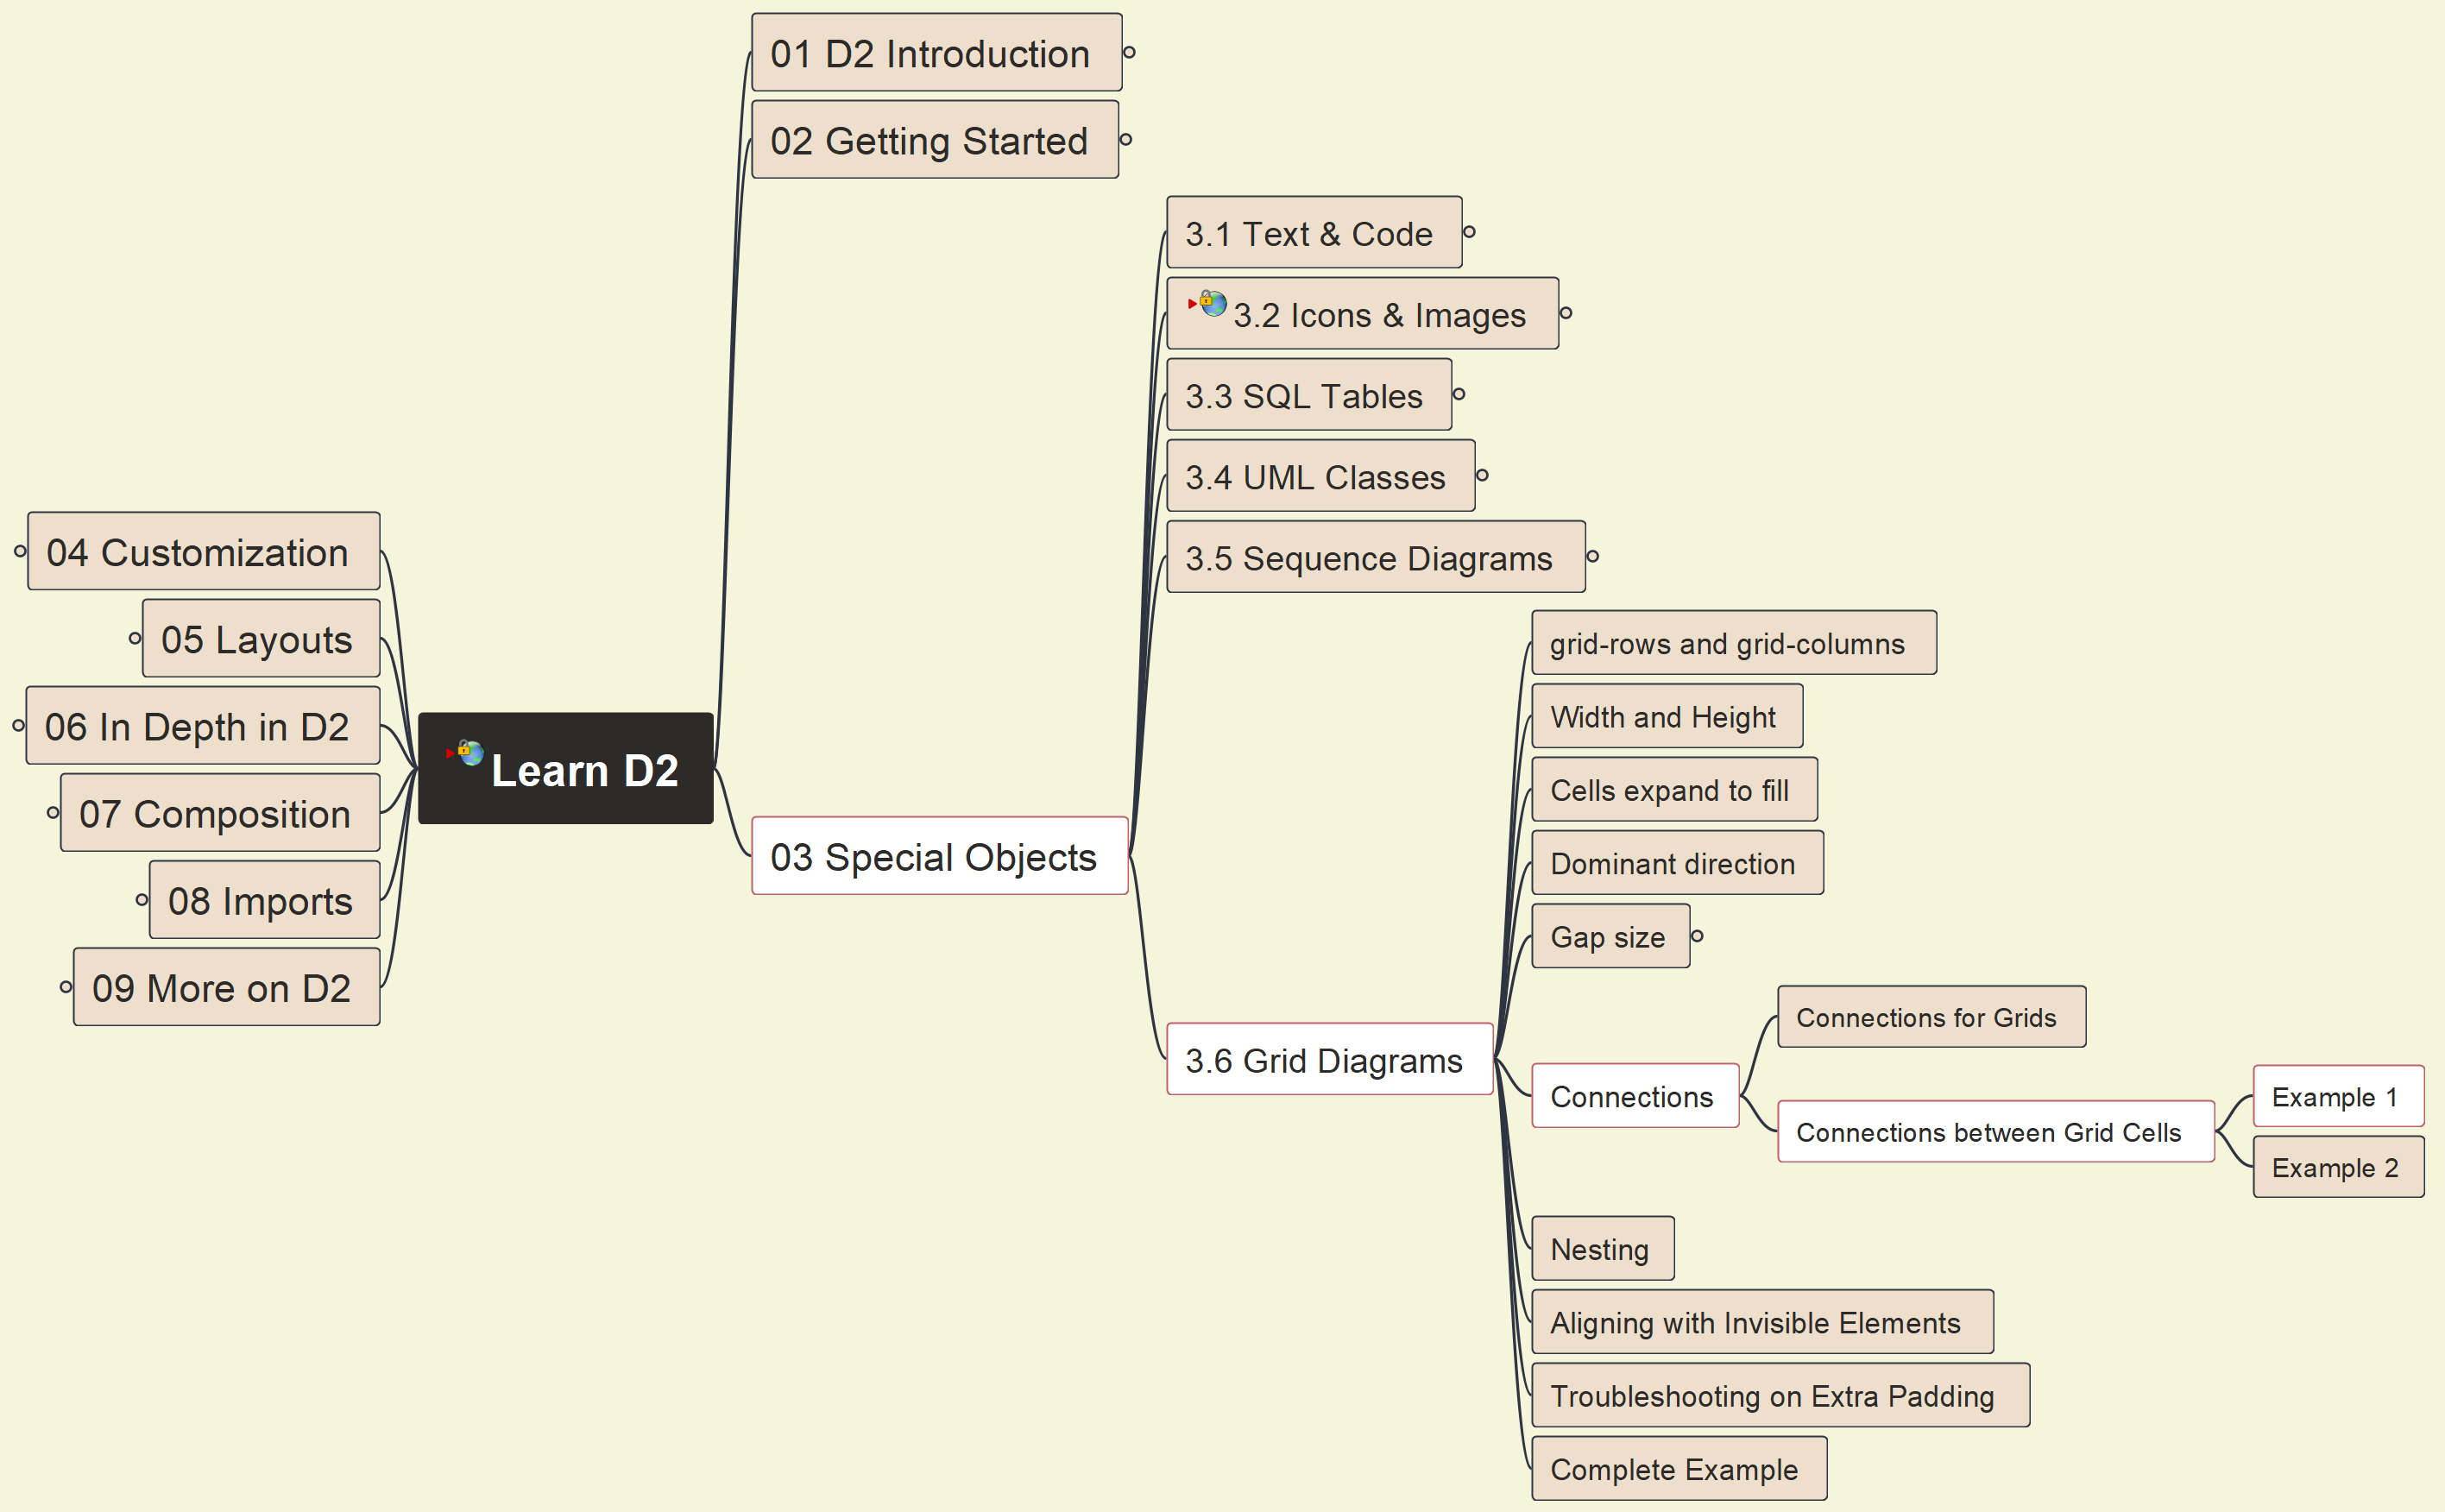 Learn D2
01 D2 Introduction
02 Getting Started
03 Special Objects
3.1 Text & Code
3.2 Icons & Images
3.3 SQL Tables
3.4 UML Classes
3.5 Sequence Diagrams
3.6 Grid Diagrams
grid-rows and grid-columns
Width and Height
Cells expand to fill
Dominant direction
Gap size
Connections
Connections for Grids
Connections between Grid Cells
Example 1
Example 2
Nesting
Aligning with Invisible Elements
Troubleshooting on Extra Padding
Complete Example
04 Customization
05 Layouts
06 In Depth in D2
07 Composition
08 Imports
09 More on D2